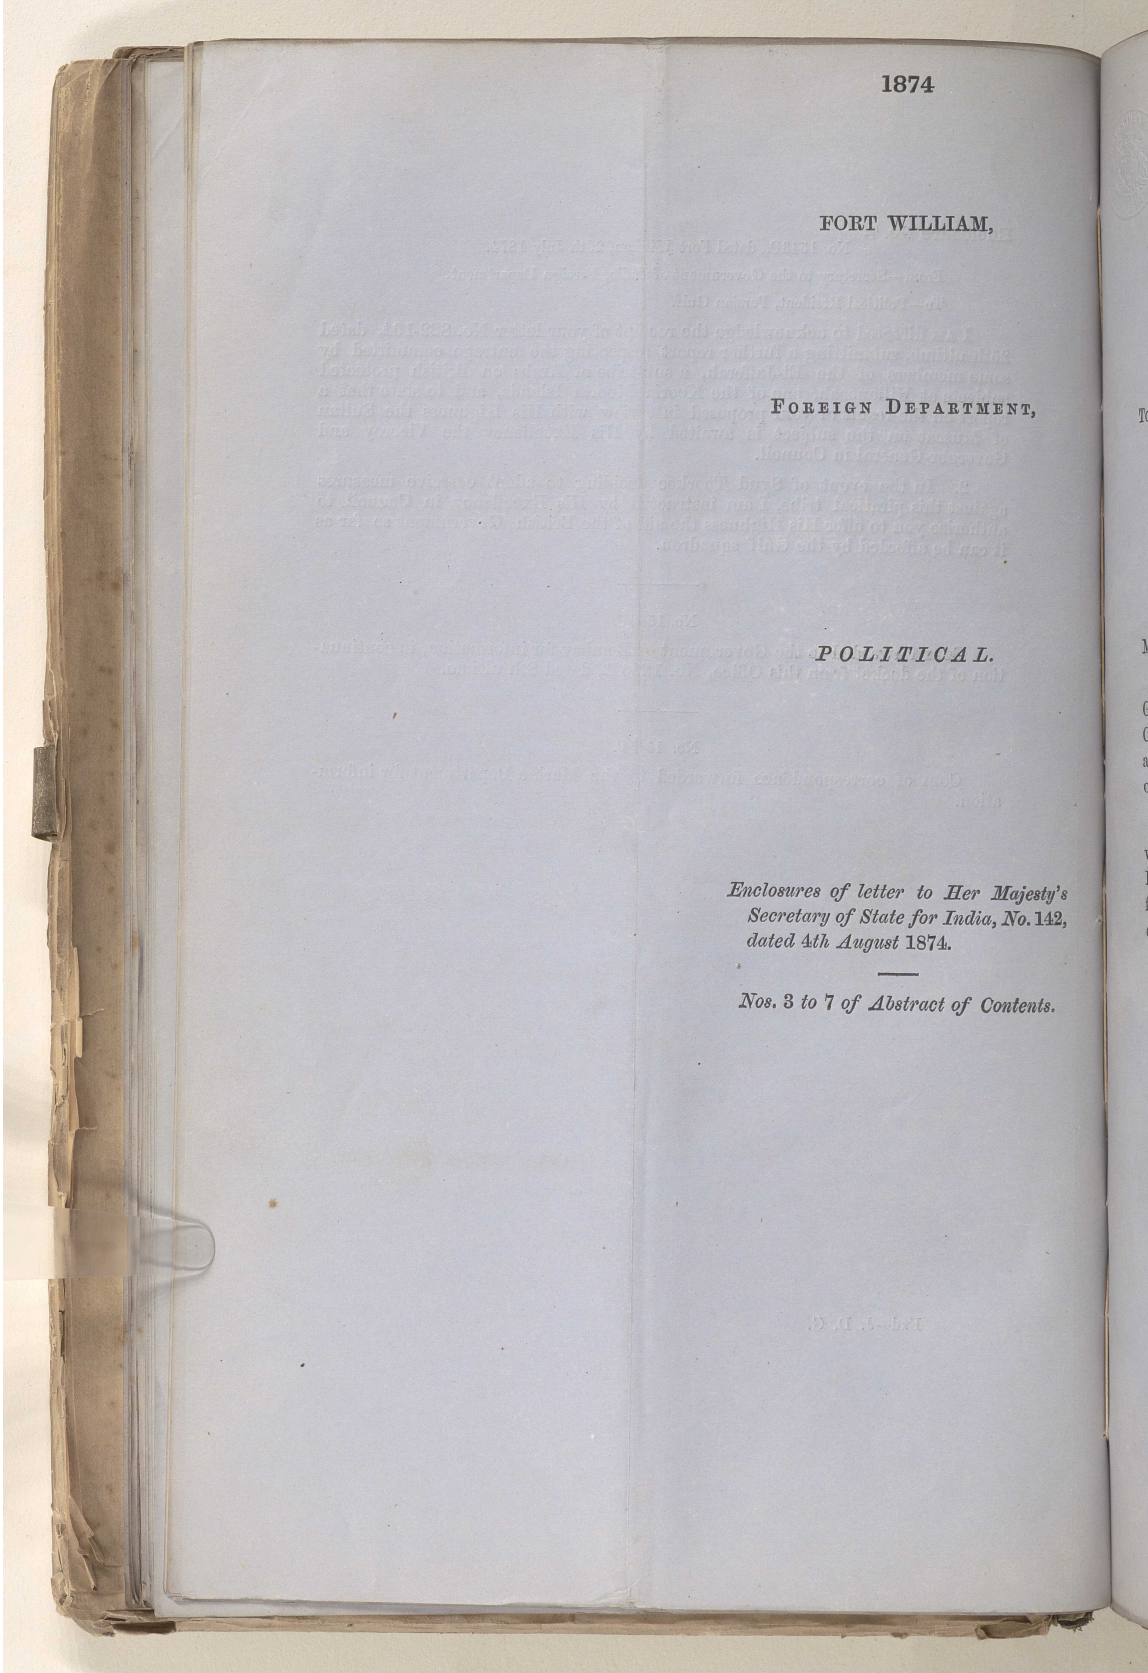 1874
FORT WILLIAM,
FOREIGN DEPARTMENT,
POLITICAL.
Enclosures of letter to Her Majesty's
Secretary of State for India, No. 142,
dated 4th August 1874.
Nos. 3 to 7 of Abstract of Contents.